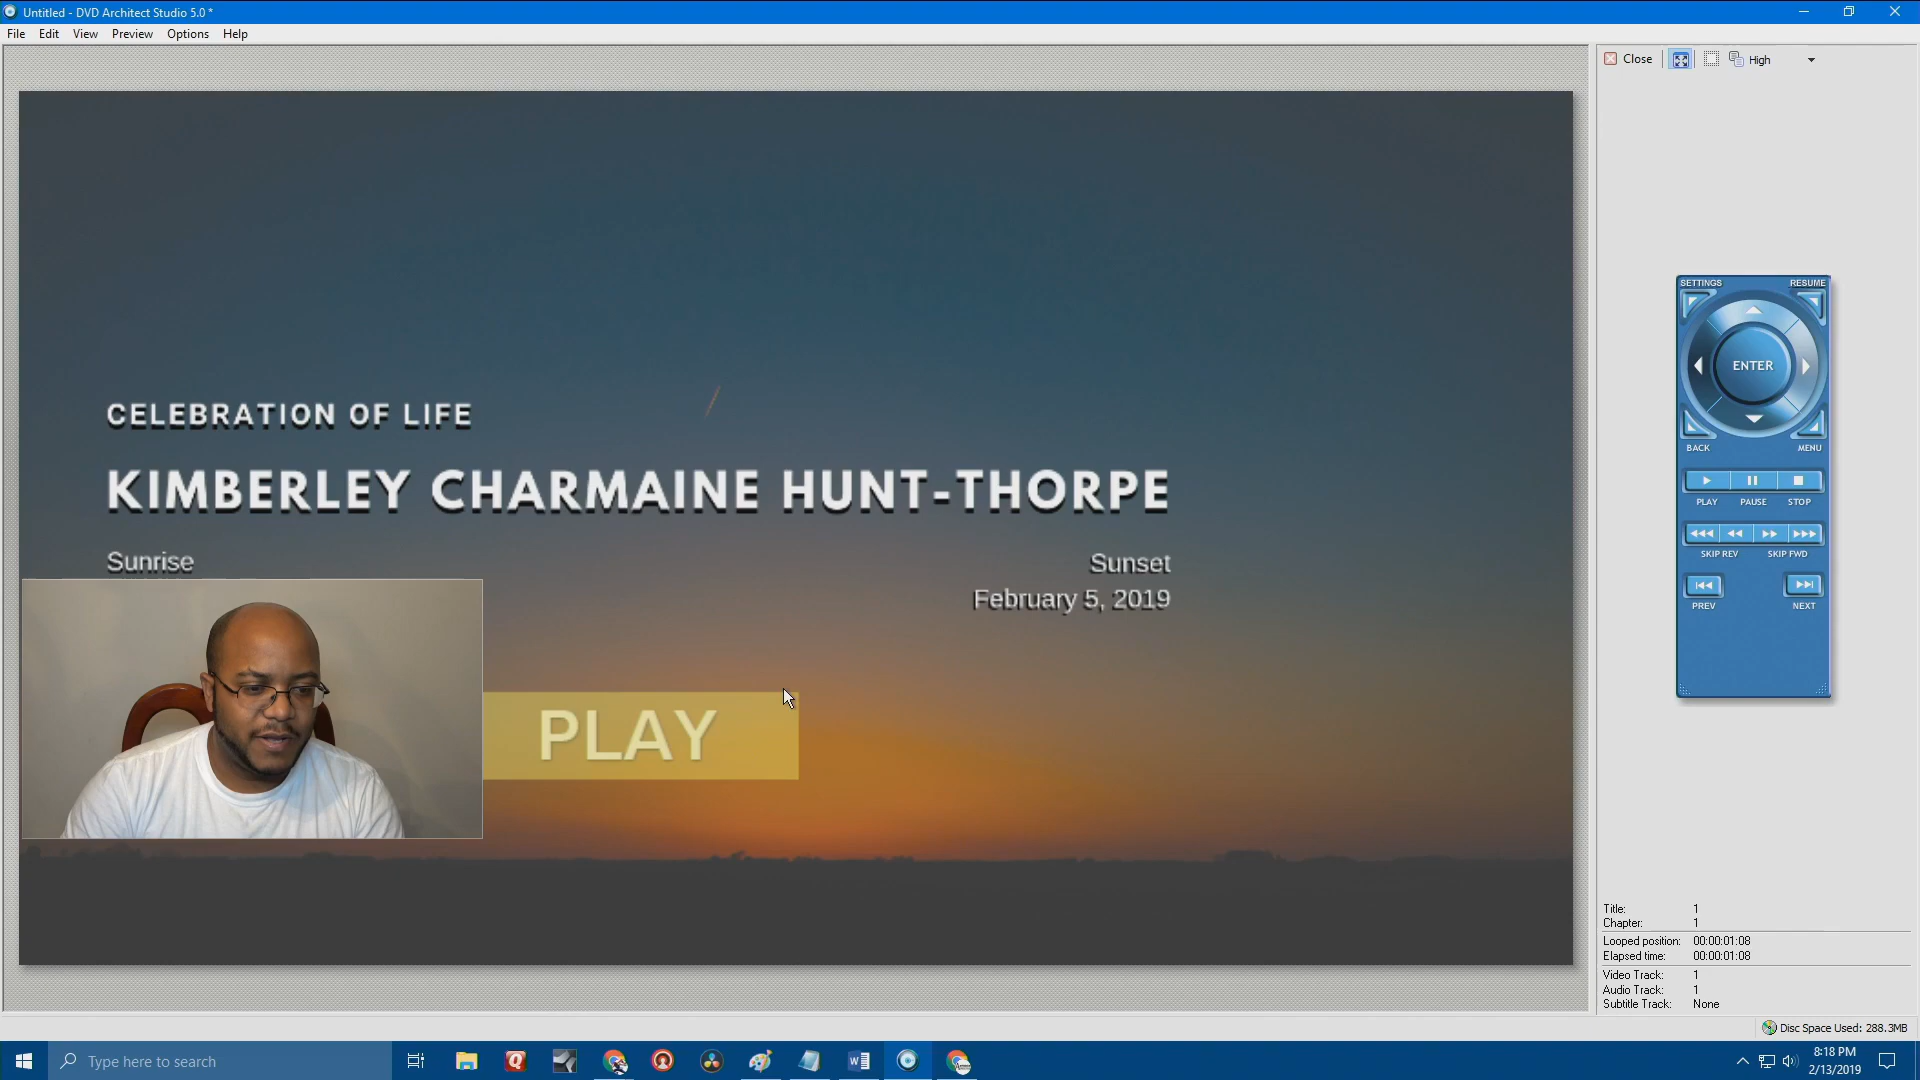 Untitled - DVD Architect Studio 5.0 *
File Edit View Preview Options Help
Close High
CELEBRATION OF LIFE
KIMBERLEY CHARMAINE HUNT-THORPE
Sunrise Sunset
February 5, 2019
PLAY
SETTINGS RESUME
ENTER
BACK MENU
PLAY PAUSE STOP
SKIP REV SKIP FWD
PREV NEXT
Title: 1
Chapter: 1
Looped position: 00:00:01:08
Elapsed time: 00:00:01:08
Video Track: 1
Audio Track: 1
Subtitle Track: None
Disc Space Used: 288.3MB
Type here to search
8:18 PM
2/13/2019